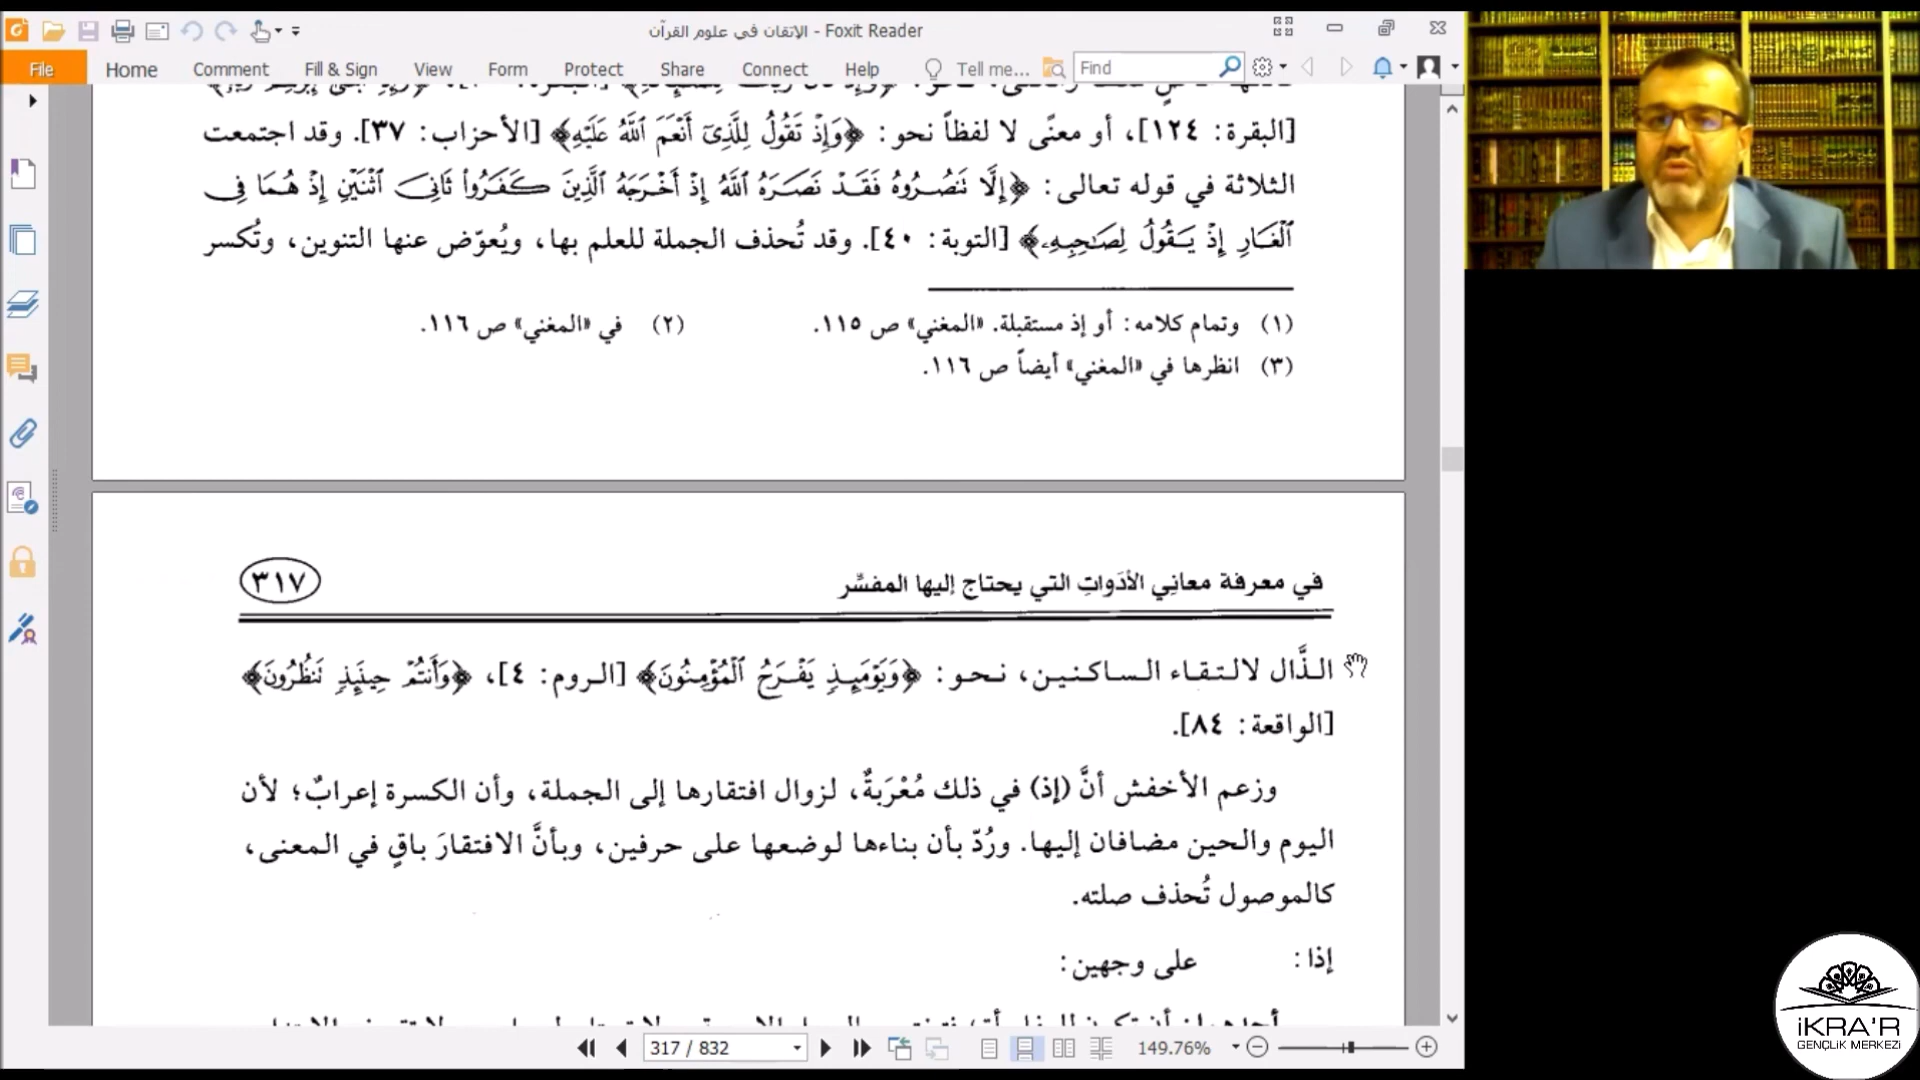 الإتقان في علوم القرآن - Foxit Reader
File Home Comment Fill & Sign View Form Protect Share Connect Help Tell me... Find
[البقرة: ١٢٤]، أو معنًى لا لفظاً نحو: ﴿وَإِذْ تَقُولُ لِلَّذِىٓ أَنْعَمَ ٱللَّهُ عَلَيْهِ﴾ [الأحزاب: ٣٧]. وقد اجتمعت
الثلاثة في قوله تعالى: ﴿إِلَّا تَنصُرُوهُ فَقَدْ نَصَرَهُ ٱللَّهُ إِذْ أَخْرَجَهُ ٱلَّذِينَ كَفَرُوا۟ ثَانِىَ ٱثْنَيْنِ إِذْ هُمَا فِى
ٱلْغَارِ إِذْ يَقُولُ لِصَٰحِبِهِۦ﴾ [التوبة: ٤٠]. وقد تُحذف الجملة للعلم بها، ويُعوّض عنها التنوين، وتُكسر
(١) وتمام كلامه: أو إذ مستقبلة. «المغني» ص ١١٥. (٢) في «المغني» ص ١١٦.
(٣) انظرها في «المغني» أيضاً ص ١١٦.
في معرفة معاني الأدَواتِ التي يحتاج إليها المفسِّر ٣١٧
الذَّال لالتقاء الساكنين، نحو: ﴿وَيَوْمَئِذٍ يَفْرَحُ ٱلْمُؤْمِنُونَ﴾ [الروم: ٤]، ﴿وَأَنتُمْ حِينَئِذٍ تَنظُرُونَ﴾
[الواقعة: ٨٤].
وزعم الأخفش أنَّ (إذ) في ذلك مُعْرَبةٌ، لزوال افتقارها إلى الجملة، وأن الكسرة إعرابٌ؛ لأن
اليوم والحين مضافان إليها. ورُدّ بأن بناءها لوضعها على حرفين، وبأنَّ الافتقارَ باقٍ في المعنى،
كالموصول تُحذف صلته.
إذا: على وجهين:
317 / 832 149.76%
iKRA'R
GENÇLİK MERKEZİ